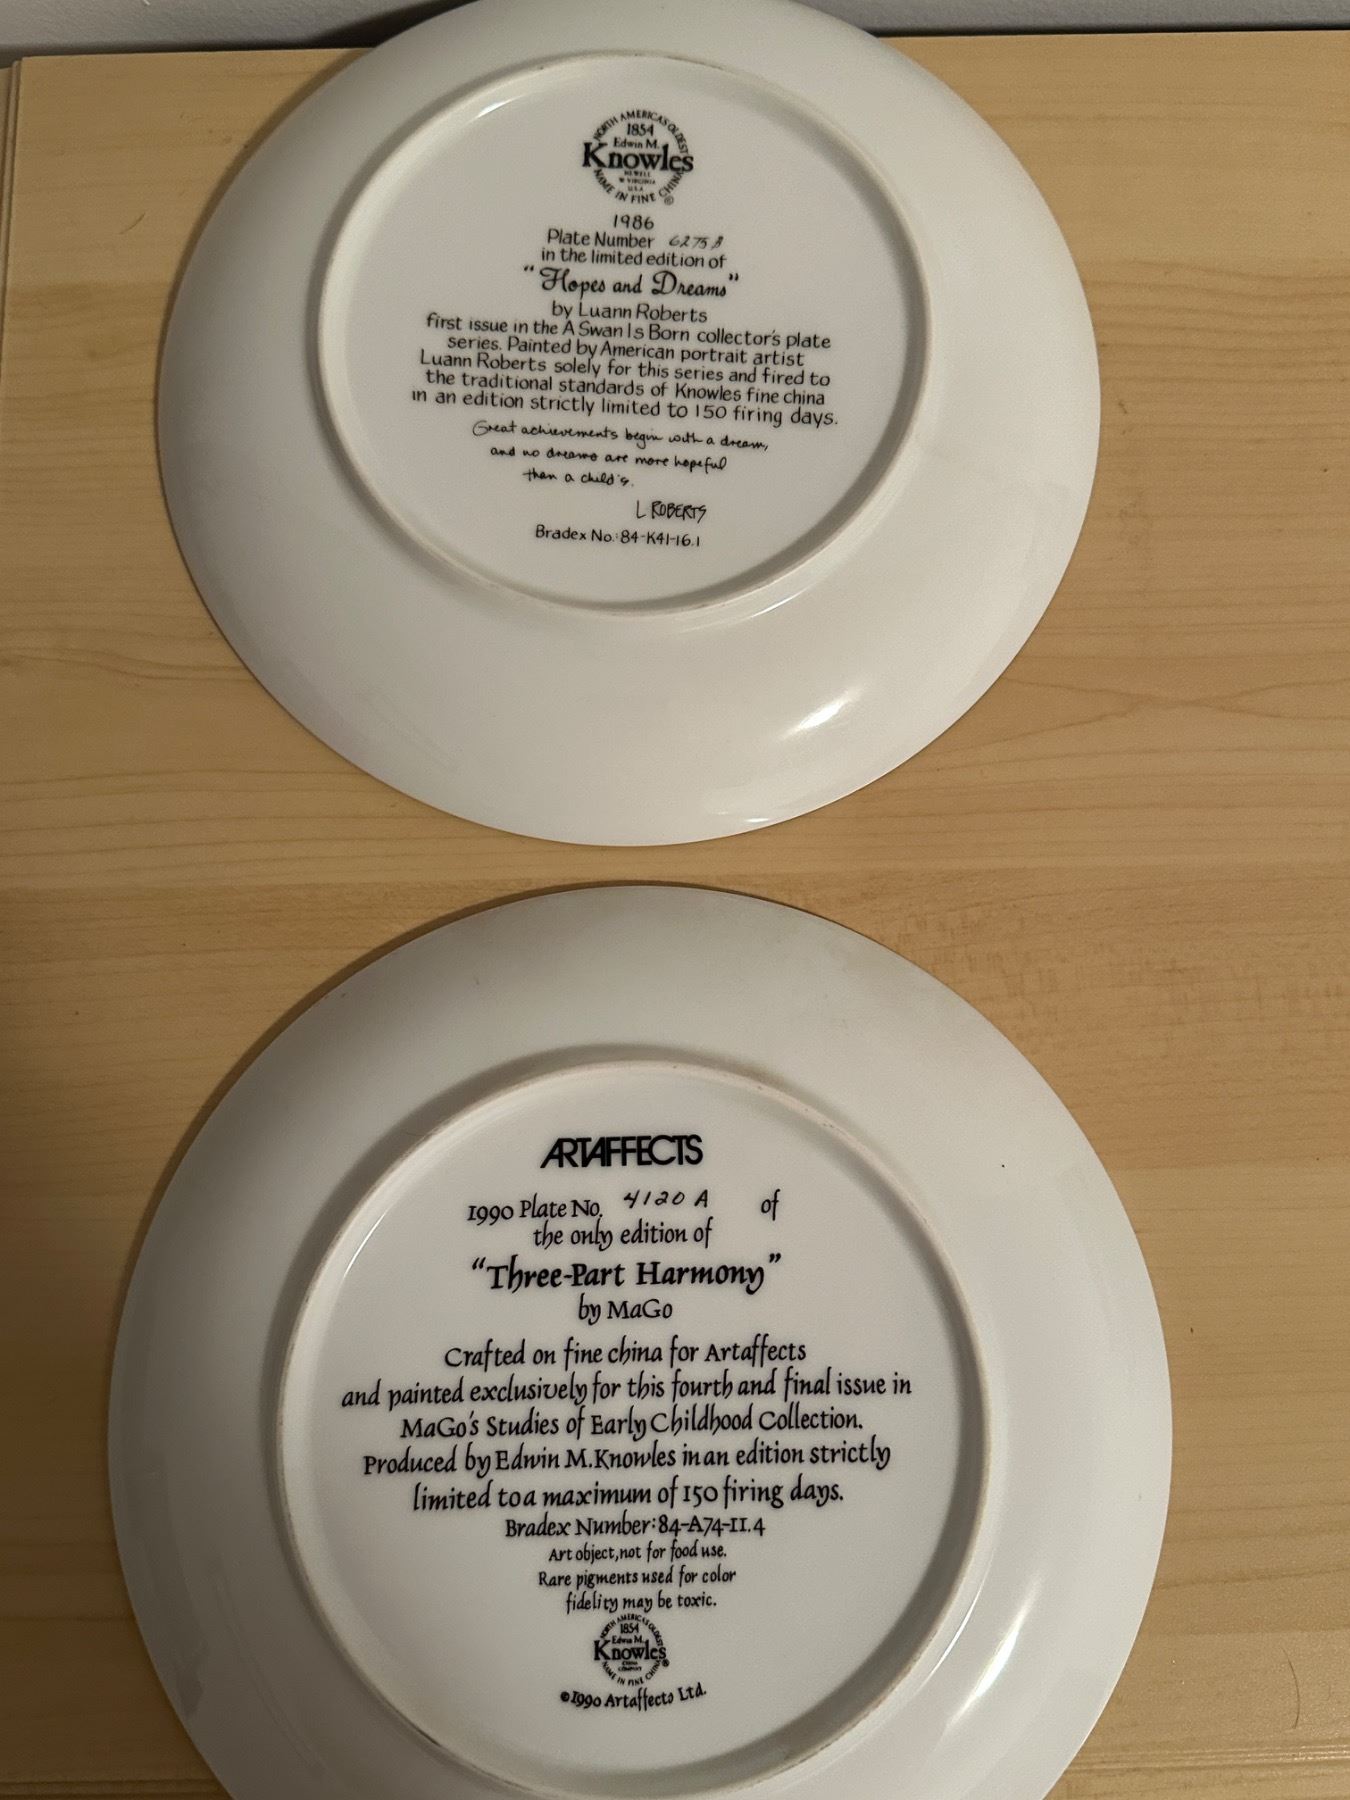 NORTH AMERICA'S OLDEST
1854
Edwin M.
Knowles
NEWELL
W VIRGINIA
U.S.A
NAME IN FINE CHINA ©
1986
Plate Number 6275 B
in the limited edition of
"Hopes and Dreams"
by Luann Roberts
first issue in the A Swan Is Born collector's plate
series. Painted by American portrait artist
Luann Roberts solely for this series and fired to
the traditional standards of Knowles fine china
in an edition strictly limited to 150 firing days.
Great achievements begin with a dream,
and no dreams are more hopeful
than a child's.
L ROBERTS
Bradex No.: 84-K41-16.1
ARTAFFECTS
1990 Plate No. 4120 A of
the only edition of
"Three-Part Harmony"
by MaGo
Crafted on fine china for Artaffects
and painted exclusively for this fourth and final issue in
MaGo's Studies of Early Childhood Collection.
Produced by Edwin M. Knowles in an edition strictly
limited to a maximum of 150 firing days.
Bradex Number: 84-A74-11.4
Art object, not for food use.
Rare pigments used for color
fidelity may be toxic.
NORTH AMERICA'S OLDEST
1854
Edwin M.
Knowles®
CHINA
COMPANY
NAME IN FINE CHINA
©1990 Artaffects Ltd.